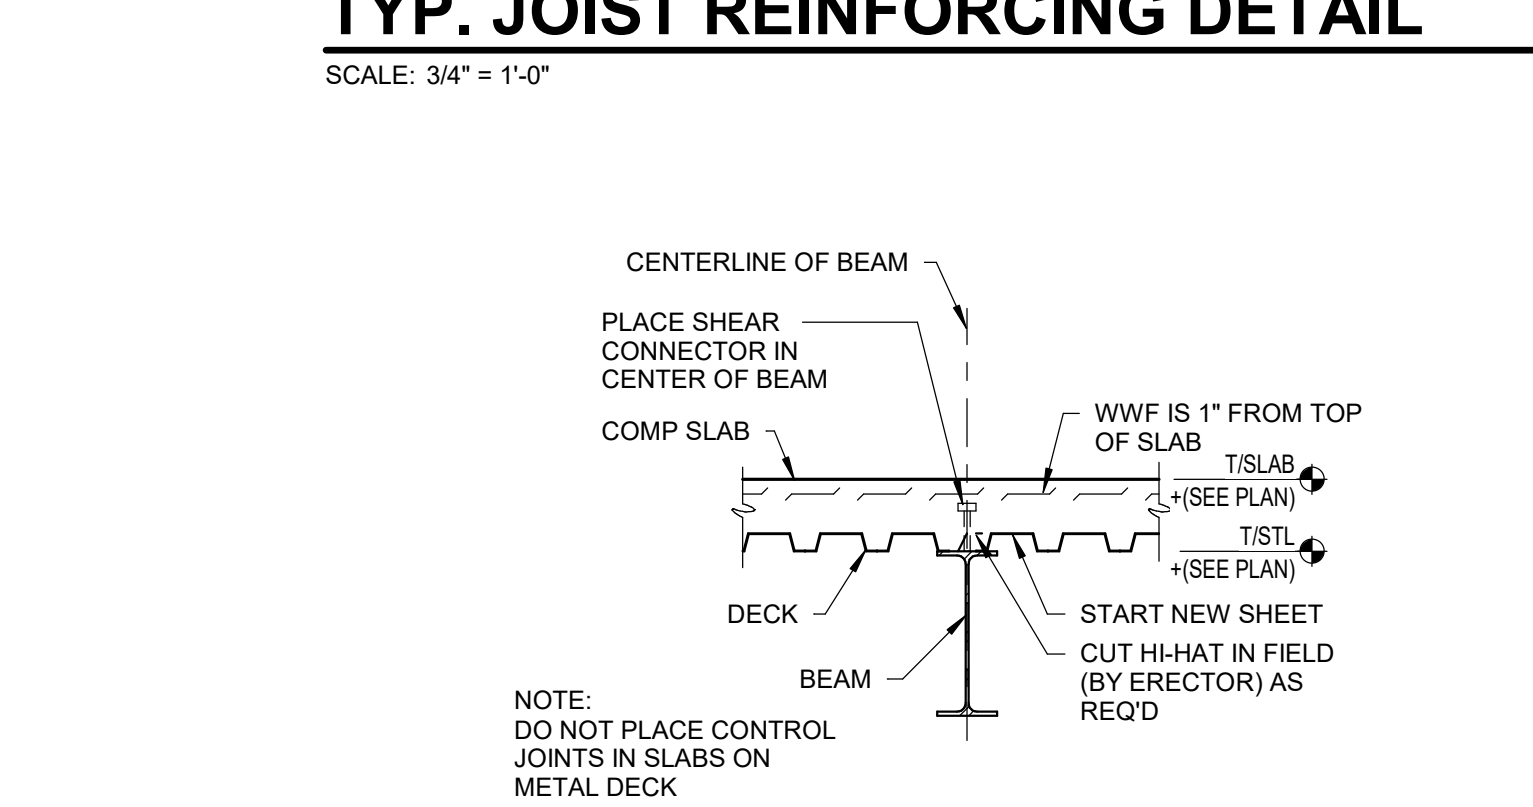 TYP. JOIST REINFORCING DETAIL
SCALE: 3/4" = 1'-0"
CENTERLINE OF BEAM
PLACE SHEAR
CONNECTOR IN
CENTER OF BEAM
COMP SLAB
WWF IS 1" FROM TOP
OF SLAB
T/SLAB
+(SEE PLAN)
T/STL
+(SEE PLAN)
DECK
START NEW SHEET
BEAM
CUT HI-HAT IN FIELD
(BY ERECTOR) AS
REQ'D
NOTE:
DO NOT PLACE CONTROL
JOINTS IN SLABS ON
METAL DECK